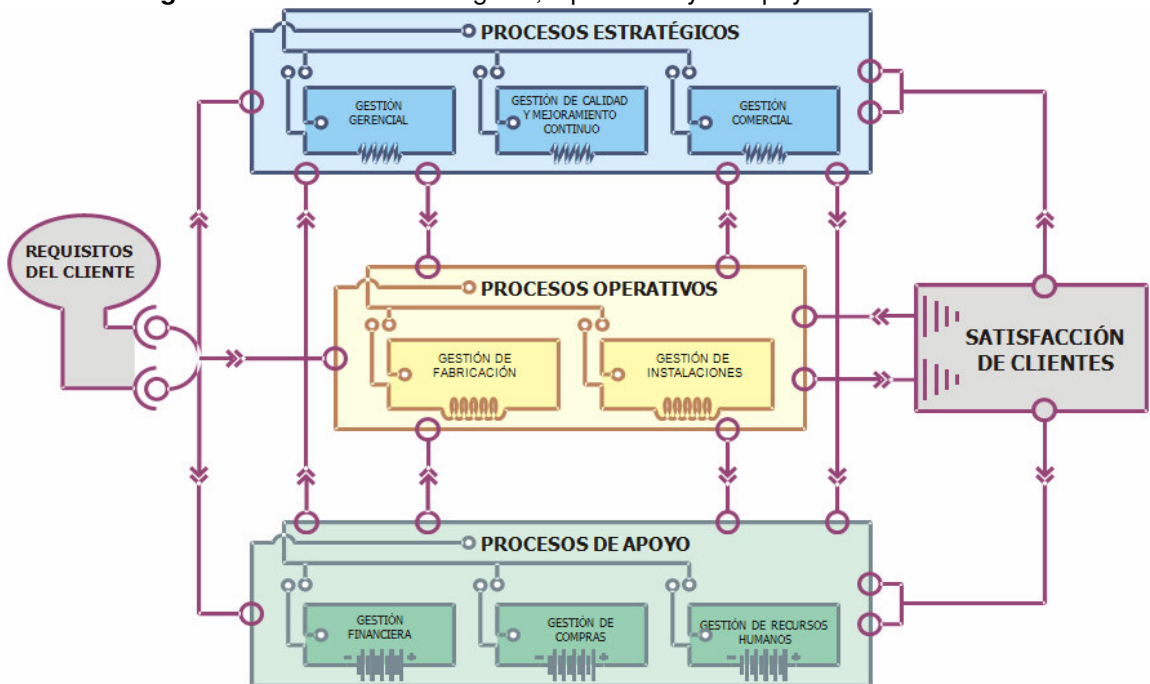 PROCESOS ESTRATÉGICOS
GESTIÓN
GERENCIAL
GESTIÓN DE CALIDAD
Y MEJORAMIENTO
CONTINUO
GESTIÓN
COMERCIAL
REQUISITOS
DEL CLIENTE
PROCESOS OPERATIVOS
GESTIÓN DE
FABRICACIÓN
GESTIÓN DE
INSTALACIONES
SATISFACCIÓN
DE CLIENTES
PROCESOS DE APOYO
GESTIÓN
FINANCIERA
GESTIÓN DE
COMPRAS
GESTIÓN DE RECURSOS
HUMANOS
- +
- +
- +